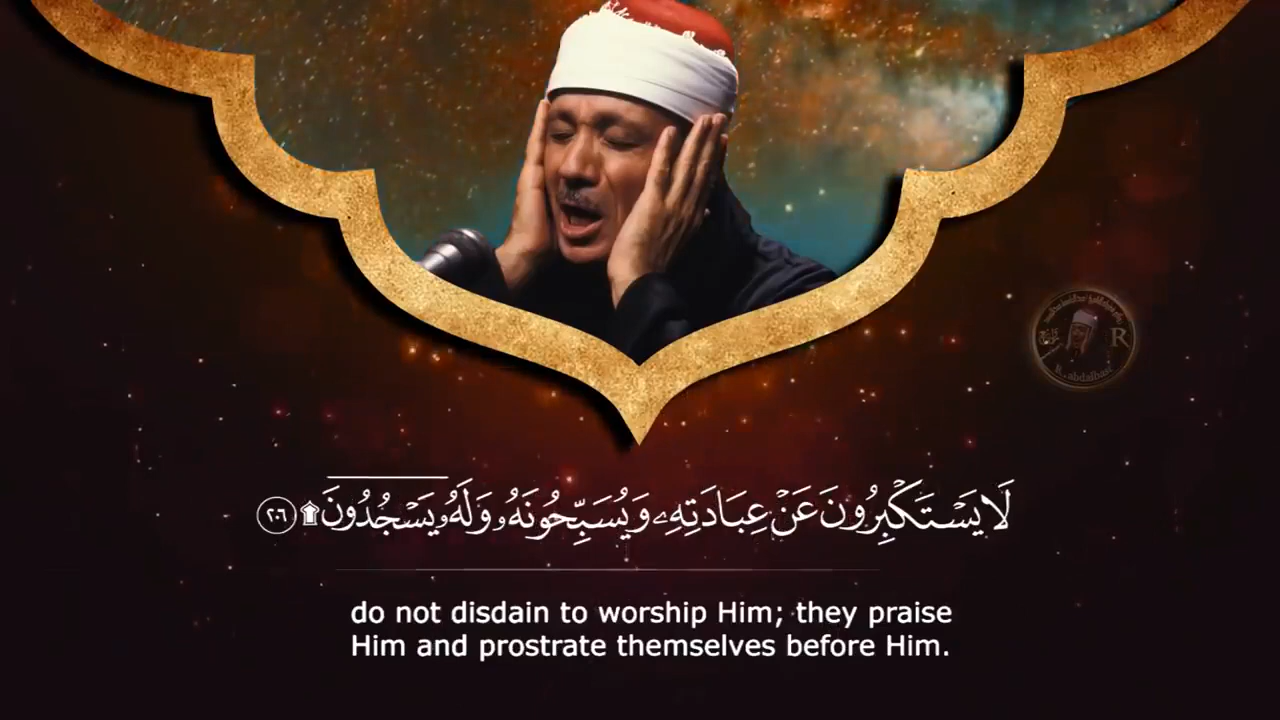 لَا يَسْتَكْبِرُونَ عَنْ عِبَادَتِهِۦ وَيُسَبِّحُونَهُۥ وَلَهُۥ يَسْجُدُونَ ۩ ٢٠٦
do not disdain to worship Him; they praise
Him and prostrate themselves before Him.
R